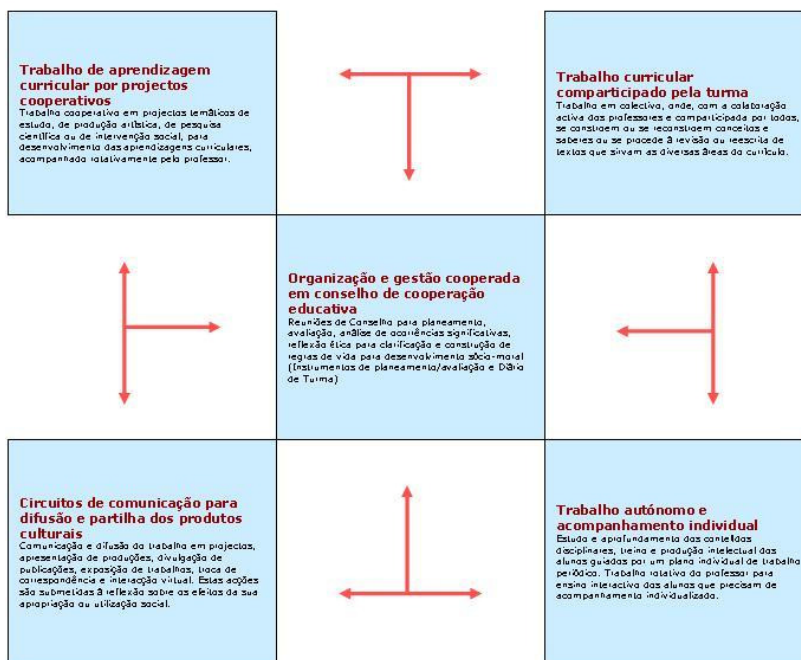 Trabalho de aprendizagem
curricular por projectos
cooperativos
Trabalho cooperativo em projectos temáticos de
estudo, de produção artística, de pesquisa
científica ou de intervenção social, para
desenvolvimento das aprendizagens curriculares,
acompanhado rotativamente pelo professor.
Trabalho curricular
comparticipado pela turma
Trabalho em colectivo, onde, com a colaboração
activa dos professores e comparticipada por todos,
se constroem ou se reconstroem conceitos e
saberes ou se procede à revisão ou reescrita de
textos que sirvam as diversas áreas do currículo.
Organização e gestão cooperada
em conselho de cooperação
educativa
Reuniões de Conselho para planeamento,
avaliação, análise de ocorrências significativas,
reflexão ética para clarificação e construção de
regras de vida para desenvolvimento sócio-moral
(Instrumentos de planeamento/avaliação e Diário
de Turma)
Circuitos de comunicação para
difusão e partilha dos produtos
culturais
Comunicação e difusão do trabalho em projectos,
apresentação de produções, divulgação de
publicações, exposição de trabalhos, troca de
correspondência e interacção virtual. Estas acções
são submetidas à reflexão sobre os efeitos da sua
apropriação ou utilização social.
Trabalho autónomo e
acompanhamento individual
Estudo e aprofundamento dos conteúdos
disciplinares, treino e produção intelectual dos
alunos guiados por um plano individual de trabalho
periódico. Trabalho rotativo do professor para
ensino interactivo dos alunos que precisam de
acompanhamento individualizado.